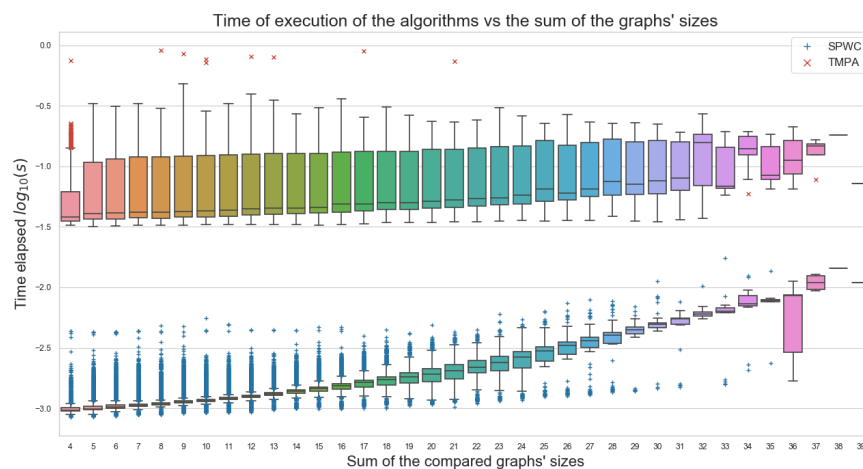 Time of execution of the algorithms vs the sum of the graphs' sizes
SPWC
TMPA
Time elapsed log10(s)
0.0
−0.5
−1.0
−1.5
−2.0
−2.5
−3.0
4 5 6 7 8 9 10 11 12 13 14 15 16 17 18 19 20 21 22 23 24 25 26 27 28 29 30 31 32 33 34 35 36 37 38 39
Sum of the compared graphs' sizes